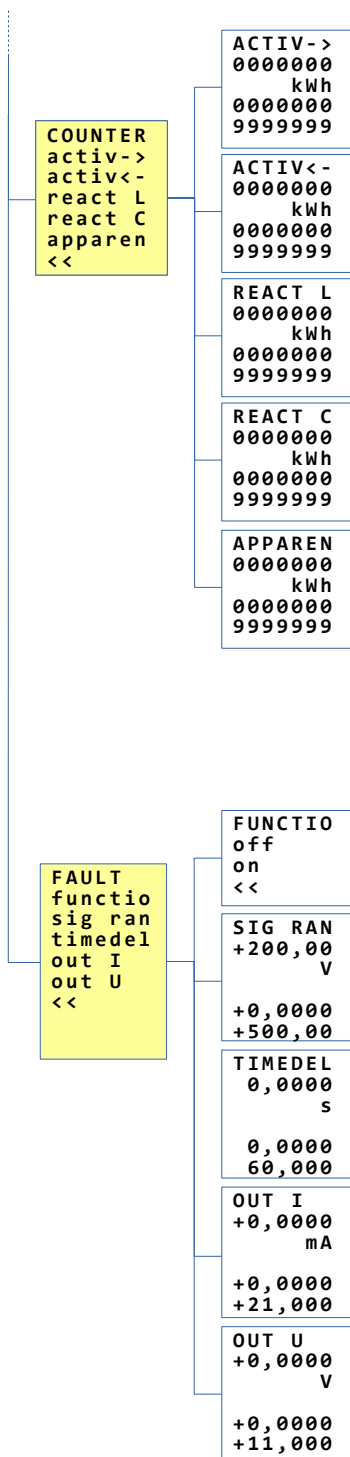 ACTIV->
0000000
kWh
0000000
9999999
COUNTER
activ->
activ<-
react L
react C
apparen
<<
ACTIV<-
0000000
kWh
0000000
9999999
REACT L
0000000
kWh
0000000
9999999
REACT C
0000000
kWh
0000000
9999999
APPAREN
0000000
kWh
0000000
9999999
FUNCTIO
off
on
<<
FAULT
functio
sig ran
timedel
out I
out U
<<
SIG RAN
+200,00
V
+0,0000
+500,00
TIMEDEL
0,0000
s
0,0000
60,000
OUT I
+0,0000
mA
+0,0000
+21,000
OUT U
+0,0000
V
+0,0000
+11,000